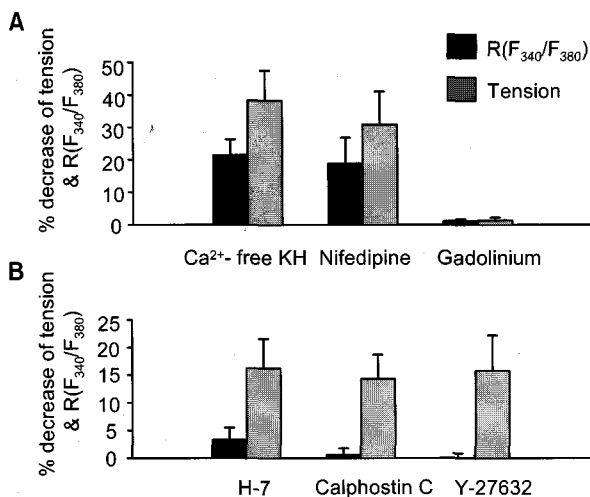 A
R(F340/F380)
Tension
% decrease of tension
& R(F340/F380)
40
30
20
10
0
Ca²⁺- free KH Nifedipine Gadolinium
B
% decrease of tension
& R(F340/F380)
25
20
15
10
5
0
H-7 Calphostin C Y-27632